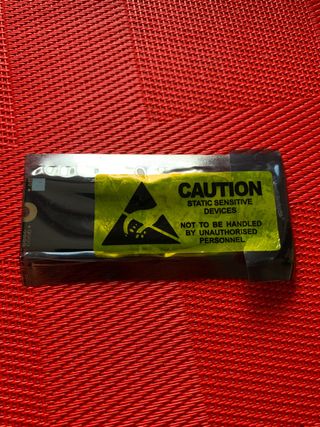 CAUTION
STATIC SENSITIVE
DEVICES
NOT TO BE HANDLED
BY UNAUTHORISED
PERSONNEL